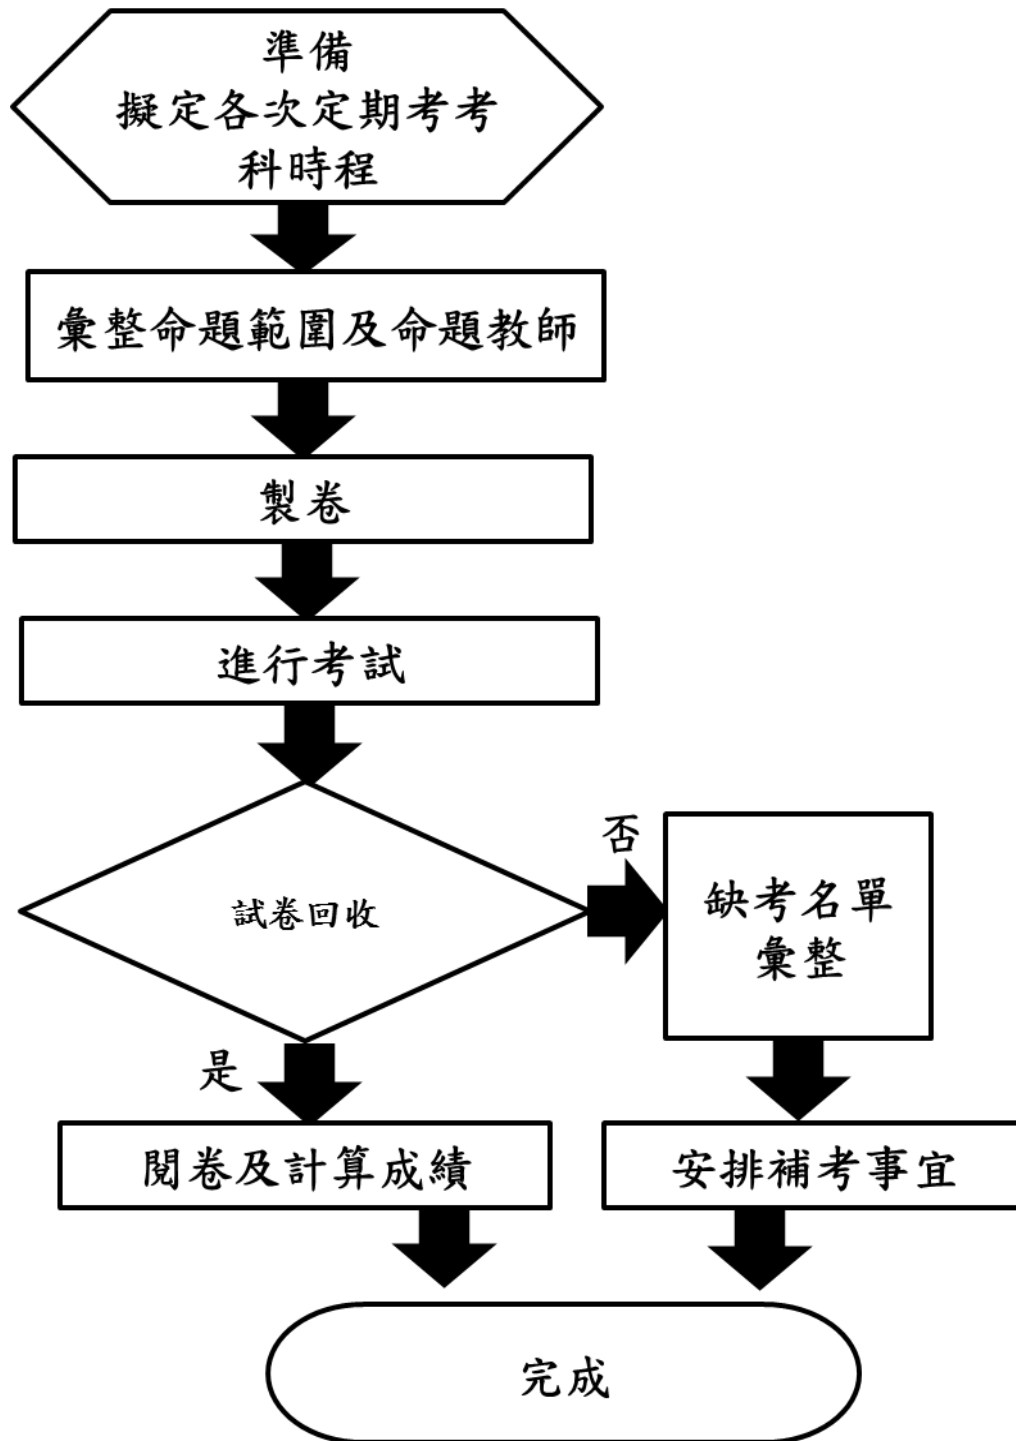 準備
擬定各次定期考考
科時程
彙整命題範圍及命題教師
製卷
進行考試
試卷回收
否
缺考名單
彙整
是
閱卷及計算成績
安排補考事宜
完成